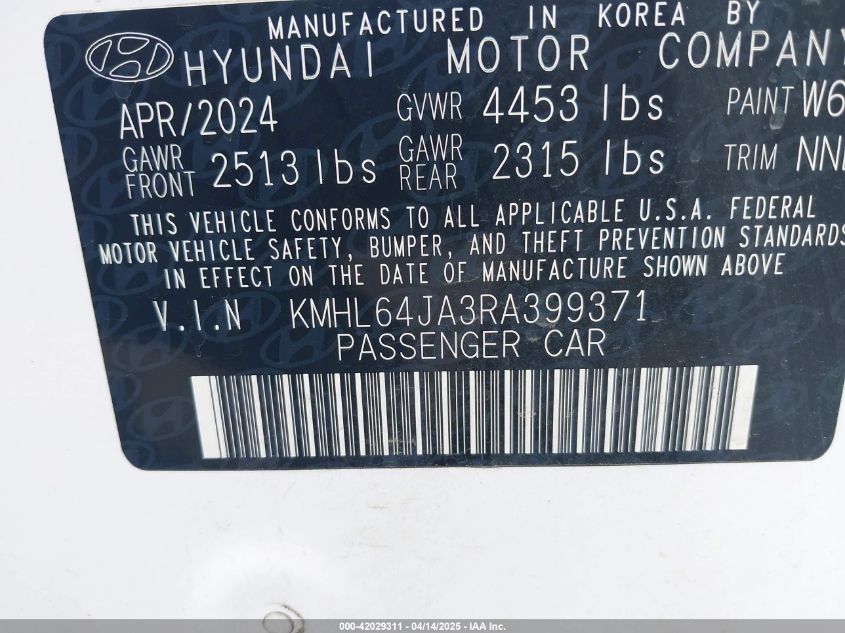 MANUFACTURED IN KOREA BY
HYUNDAI MOTOR COMPANY
APR/2024 GVWR 4453 lbs PAINT W6
GAWR FRONT 2513 lbs GAWR REAR 2315 lbs TRIM NN
THIS VEHICLE CONFORMS TO ALL APPLICABLE U.S.A. FEDERAL
MOTOR VEHICLE SAFETY, BUMPER, AND THEFT PREVENTION STANDARDS
IN EFFECT ON THE DATE OF MANUFACTURE SHOWN ABOVE
V.I.N KMHL64JA3RA399371
PASSENGER CAR
000-42029311 - 04/14/2025 - IAA Inc.